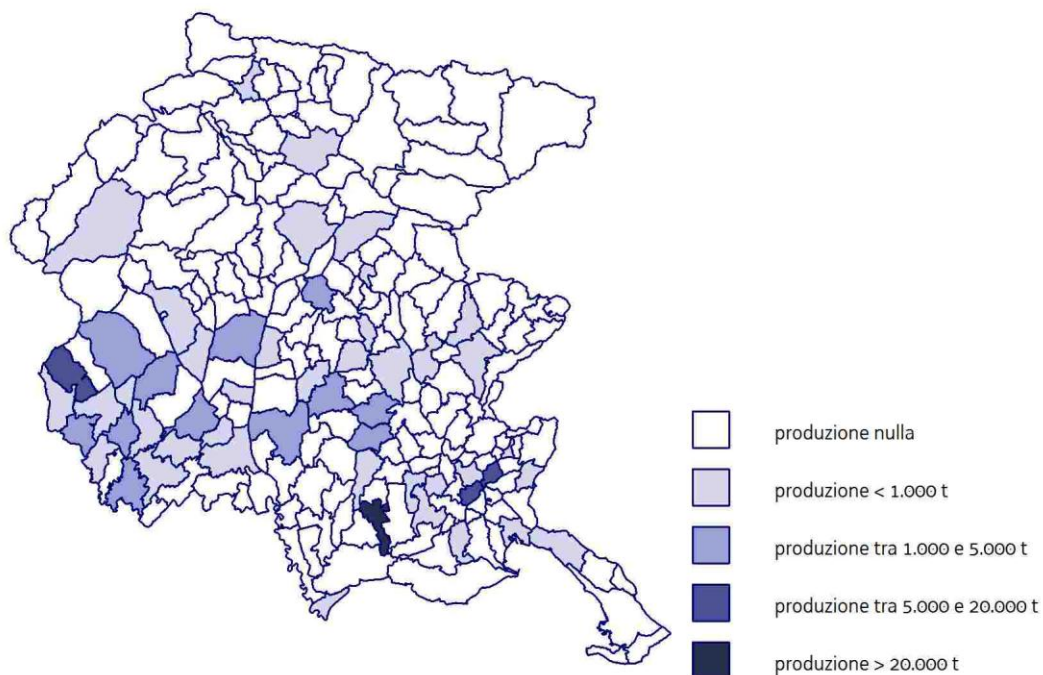 produzione nulla
produzione < 1.000 t
produzione tra 1.000 e 5.000 t
produzione tra 5.000 e 20.000 t
produzione > 20.000 t